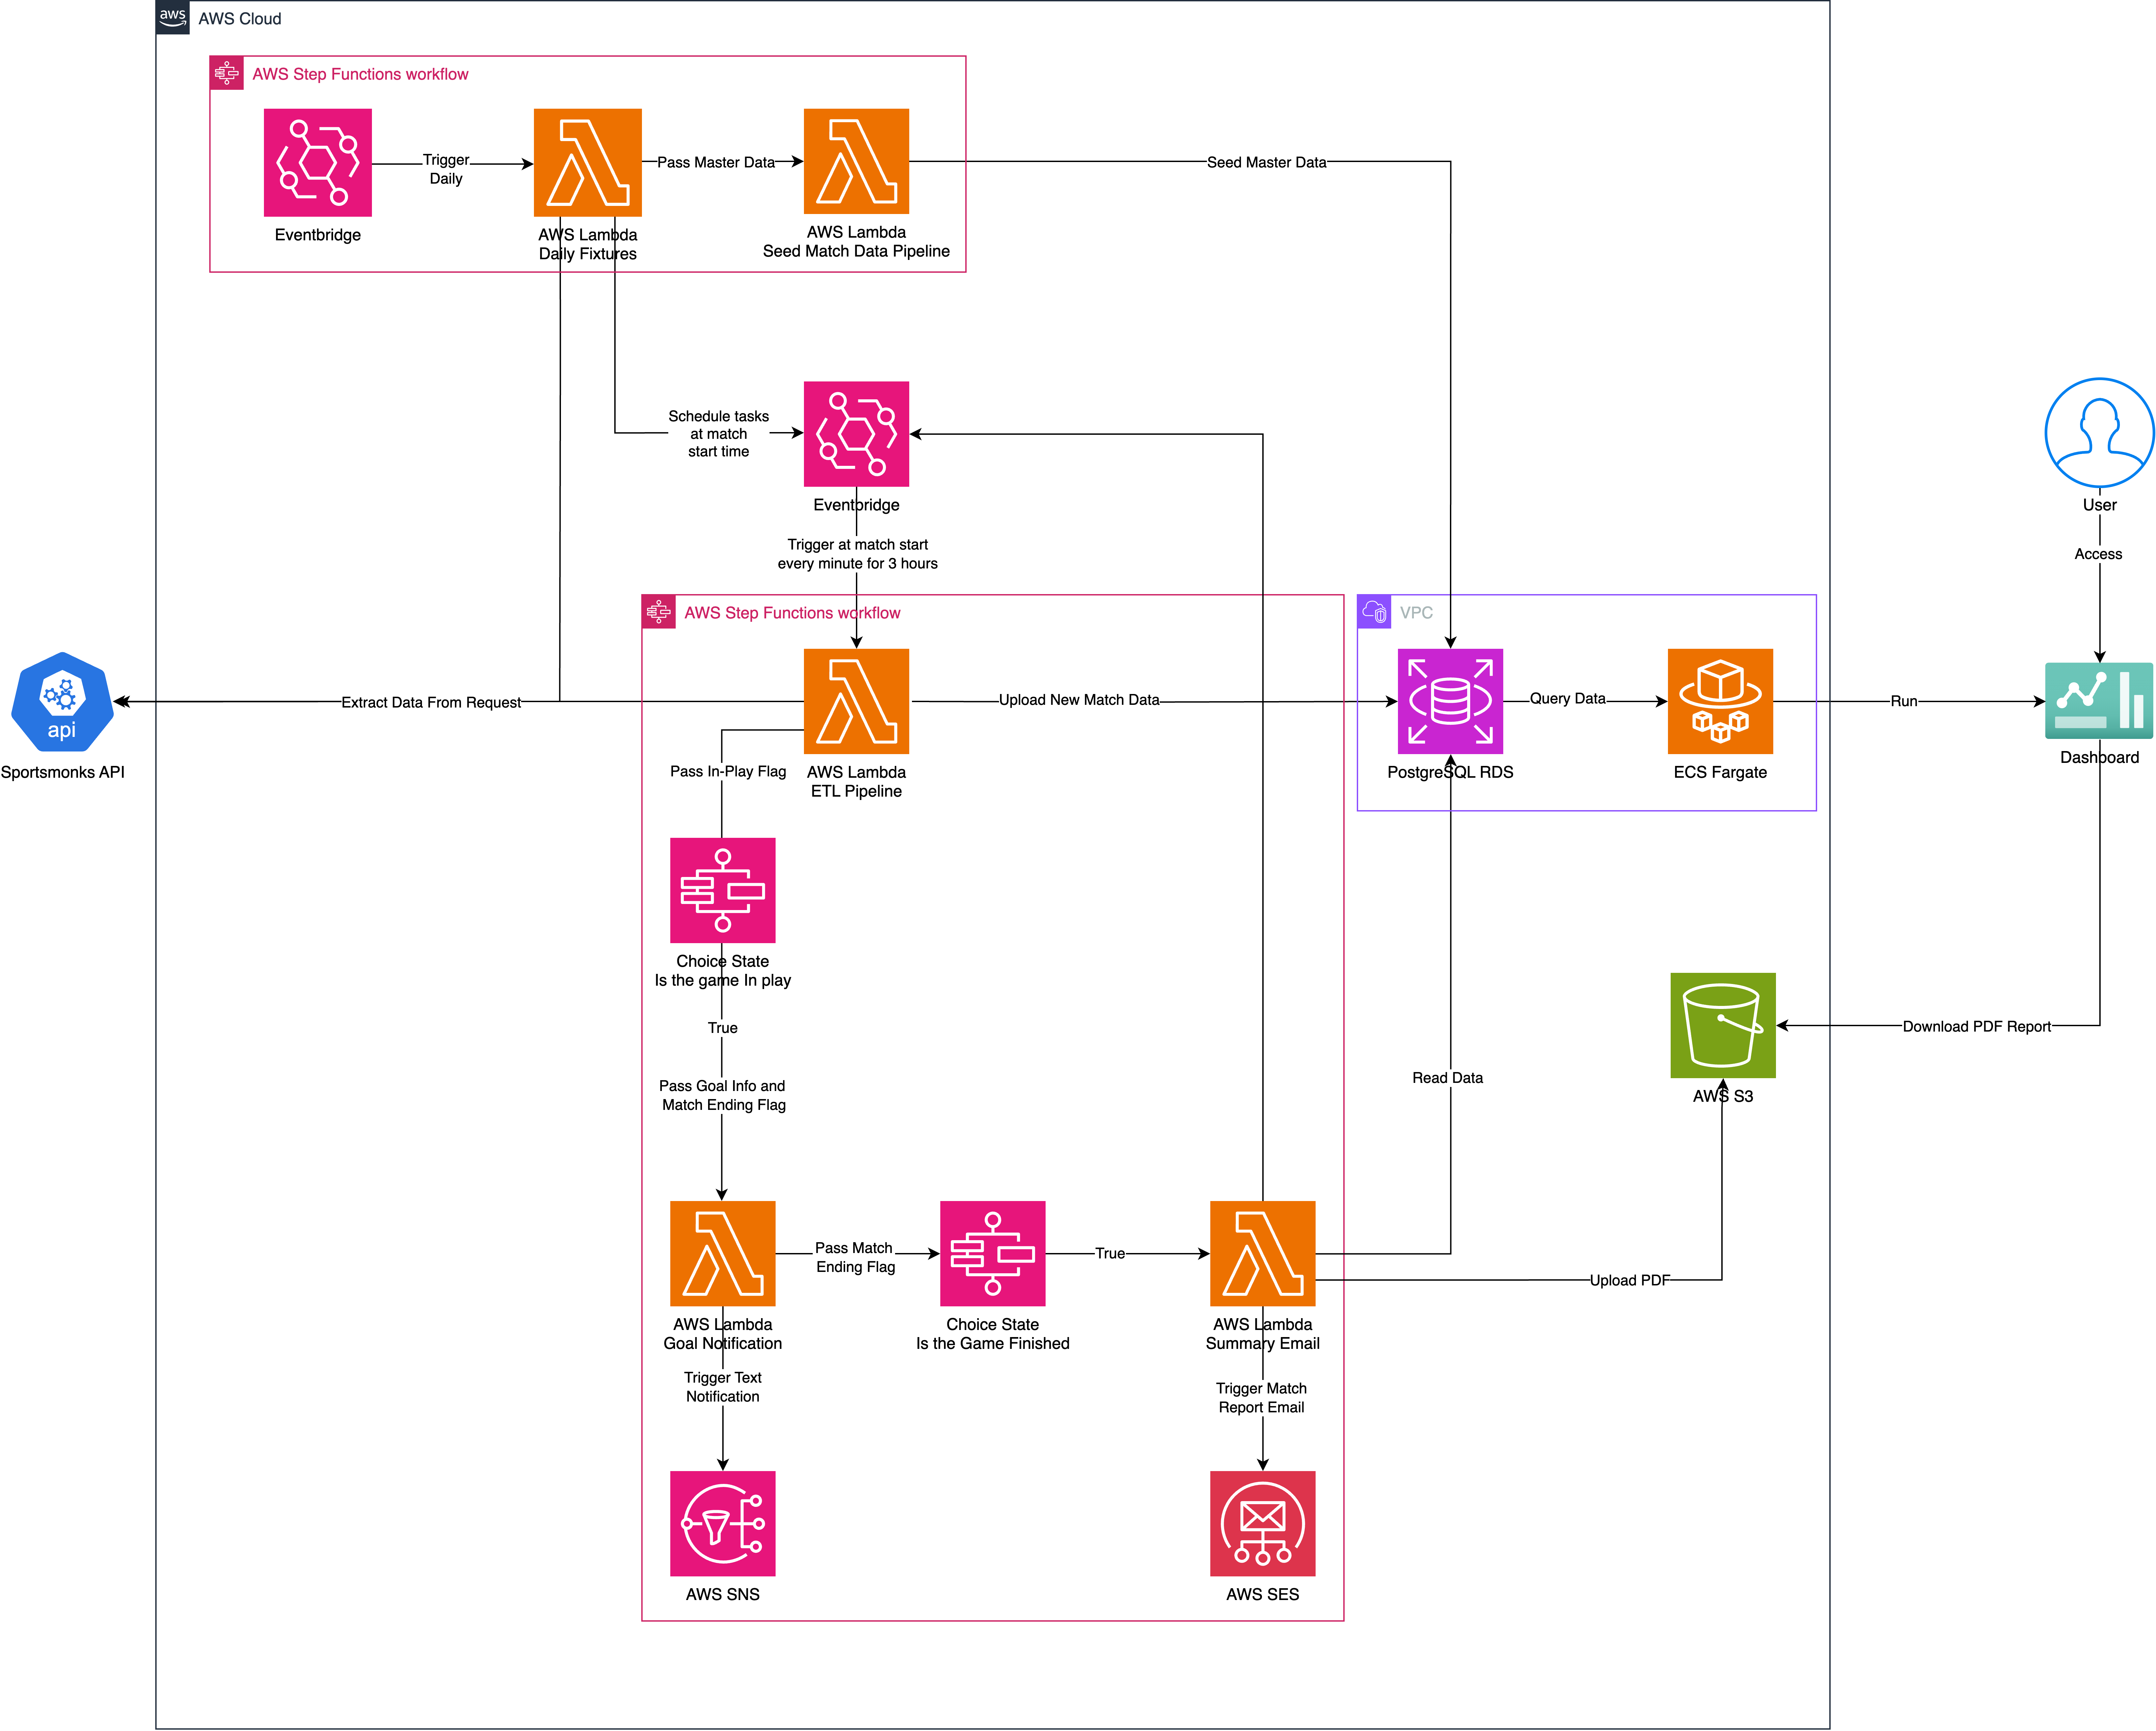 aws
AWS Cloud
AWS Step Functions workflow
Trigger
Daily
Pass Master Data
Seed Master Data
Eventbridge
AWS Lambda
Daily Fixtures
AWS Lambda
Seed Match Data Pipeline
Schedule tasks
at match
start time
Eventbridge
User
Trigger at match start
every minute for 3 hours
Access
AWS Step Functions workflow
VPC
api
Sportsmonks API
Extract Data From Request
Upload New Match Data
Query Data
Run
Pass In-Play Flag
AWS Lambda
ETL Pipeline
PostgreSQL RDS
ECS Fargate
Dashboard
Choice State
Is the game In play
True
Download PDF Report
Read Data
Pass Goal Info and
Match Ending Flag
AWS S3
Pass Match
Ending Flag
True
Upload PDF
AWS Lambda
Goal Notification
Choice State
Is the Game Finished
AWS Lambda
Summary Email
Trigger Text
Notification
Trigger Match
Report Email
AWS SNS
AWS SES